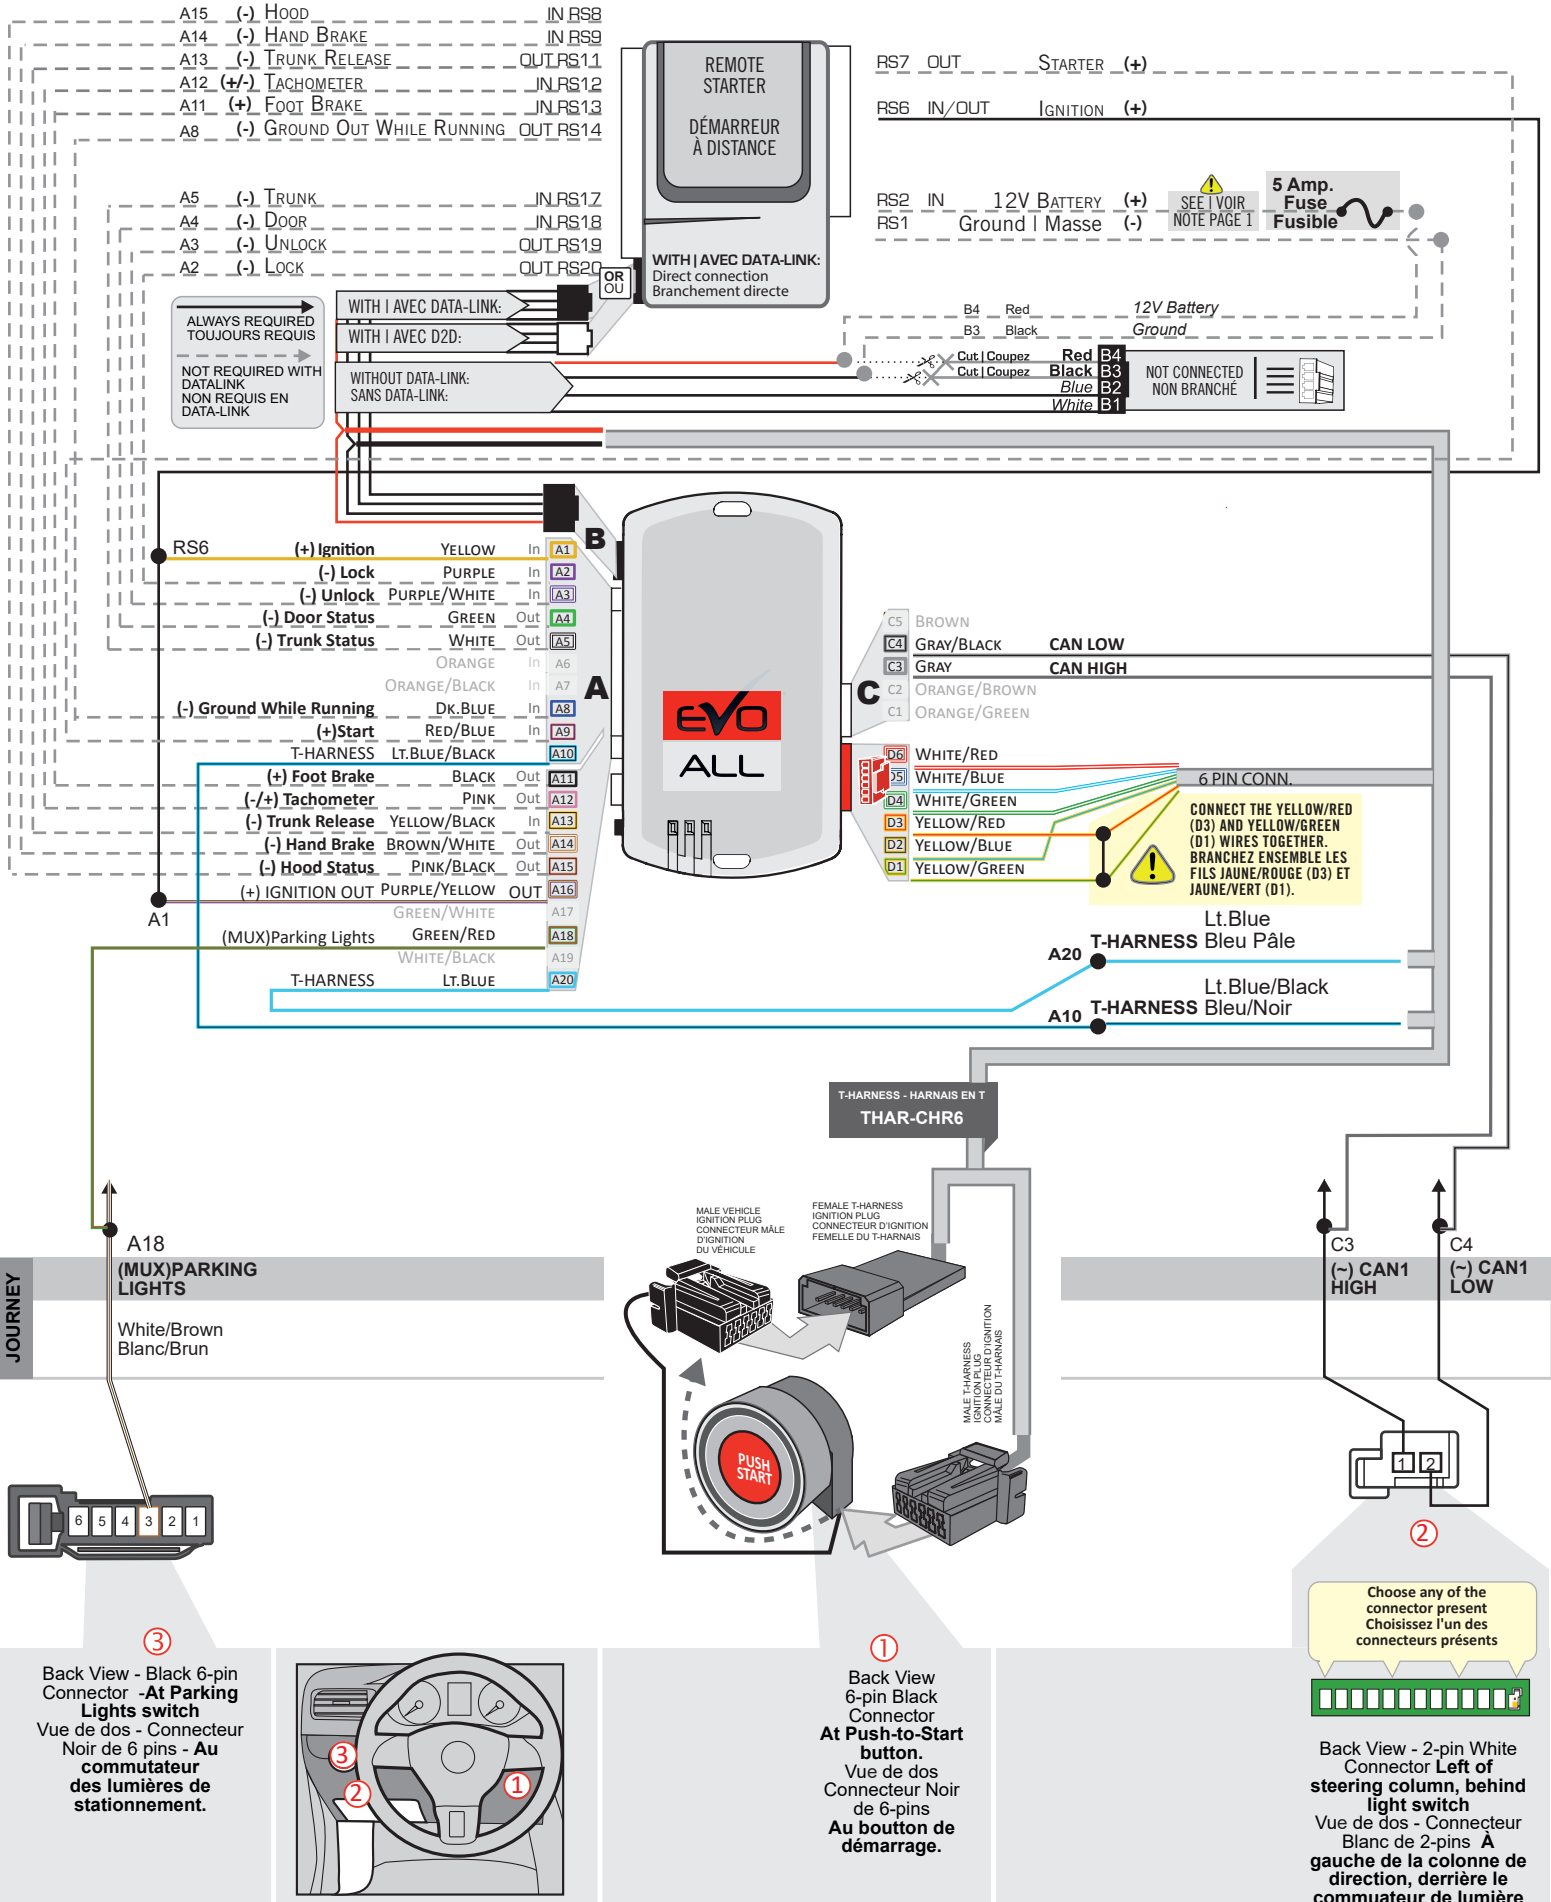 A15 (-) HOOD IN RS8
A14 (-) HAND BRAKE IN RS9
A13 (-) TRUNK RELEASE OUT RS11
A12 (+/-) TACHOMETER IN RS12
A11 (+) FOOT BRAKE IN RS13
A8 (-) GROUND OUT WHILE RUNNING OUT RS14
A5 (-) TRUNK IN RS17
A4 (-) DOOR IN RS18
A3 (-) UNLOCK OUT RS19
A2 (-) LOCK OUT RS20
REMOTE
STARTER
DÉMARREUR
À DISTANCE
WITH | AVEC DATA-LINK:
Direct connection
Branchement directe
OR
OU
RS7 OUT STARTER (+)
RS6 IN/OUT IGNITION (+)
RS2 IN 12V BATTERY (+)
RS1 Ground | Masse (-)
SEE | VOIR
NOTE PAGE 1
5 Amp.
Fuse
Fusible
ALWAYS REQUIRED
TOUJOURS REQUIS
NOT REQUIRED WITH
DATALINK
NON REQUIS EN
DATA-LINK
WITH | AVEC DATA-LINK:
WITH | AVEC D2D:
WITHOUT DATA-LINK:
SANS DATA-LINK:
B4 Red 12V Battery
B3 Black Ground
Cut | Coupez Red B4
Cut | Coupez Black B3
Blue B2
White B1
NOT CONNECTED
NON BRANCHÉ
B
RS6 (+) Ignition YELLOW In A1
(-) Lock PURPLE In A2
(-) Unlock PURPLE/WHITE In A3
(-) Door Status GREEN Out A4
(-) Trunk Status WHITE Out A5
ORANGE In A6
ORANGE/BLACK In A7
(-) Ground While Running DK.BLUE In A8
(+)Start RED/BLUE In A9
T-HARNESS LT.BLUE/BLACK A10
(+) Foot Brake BLACK Out A11
(-/+) Tachometer PINK Out A12
(-) Trunk Release YELLOW/BLACK In A13
(-) Hand Brake BROWN/WHITE Out A14
(-) Hood Status PINK/BLACK Out A15
(+) IGNITION OUT PURPLE/YELLOW OUT A16
A1
GREEN/WHITE A17
(MUX)Parking Lights GREEN/RED A18
WHITE/BLACK A19
T-HARNESS LT.BLUE A20
A
EVO
ALL
C
C5 BROWN
C4 GRAY/BLACK CAN LOW
C3 GRAY CAN HIGH
C2 ORANGE/BROWN
C1 ORANGE/GREEN
D6 WHITE/RED
D5 WHITE/BLUE
D4 WHITE/GREEN
D3 YELLOW/RED
D2 YELLOW/BLUE
D1 YELLOW/GREEN
6 PIN CONN.
CONNECT THE YELLOW/RED
(D3) AND YELLOW/GREEN
(D1) WIRES TOGETHER.
BRANCHEZ ENSEMBLE LES
FILS JAUNE/ROUGE (D3) ET
JAUNE/VERT (D1).
A20 T-HARNESS Lt.Blue
Bleu Pâle
A10 T-HARNESS Lt.Blue/Black
Bleu/Noir
T-HARNESS - HARNAIS EN T
THAR-CHR6
MALE VEHICLE
IGNITION PLUG
CONNECTEUR MÂLE
D'IGNITION
DU VÉHICULE
FEMALE T-HARNESS
IGNITION PLUG
CONNECTEUR D'IGNITION
FEMELLE DU T-HARNAIS
MALE T-HARNESS
IGNITION PLUG
CONNECTEUR D'IGNITION
MÂLE DU T-HARNAIS
PUSH
START
JOURNEY
A18
(MUX)PARKING
LIGHTS
White/Brown
Blanc/Brun
C3
(~) CAN1
HIGH
C4
(~) CAN1
LOW
6 5 4 3 2 1
1 2
3
Back View - Black 6-pin
Connector -At Parking
Lights switch
Vue de dos - Connecteur
Noir de 6 pins - Au
commutateur
des lumières de
stationnement.
3
2
1
1
Back View
6-pin Black
Connector
At Push-to-Start
button.
Vue de dos
Connecteur Noir
de 6-pins
Au boutton de
démarrage.
2
Choose any of the
connector present
Choisissez l'un des
connecteurs présents
Back View - 2-pin White
Connector Left of
steering column, behind
light switch
Vue de dos - Connecteur
Blanc de 2-pins À
gauche de la colonne de
direction, derrière le
commuateur de lumière